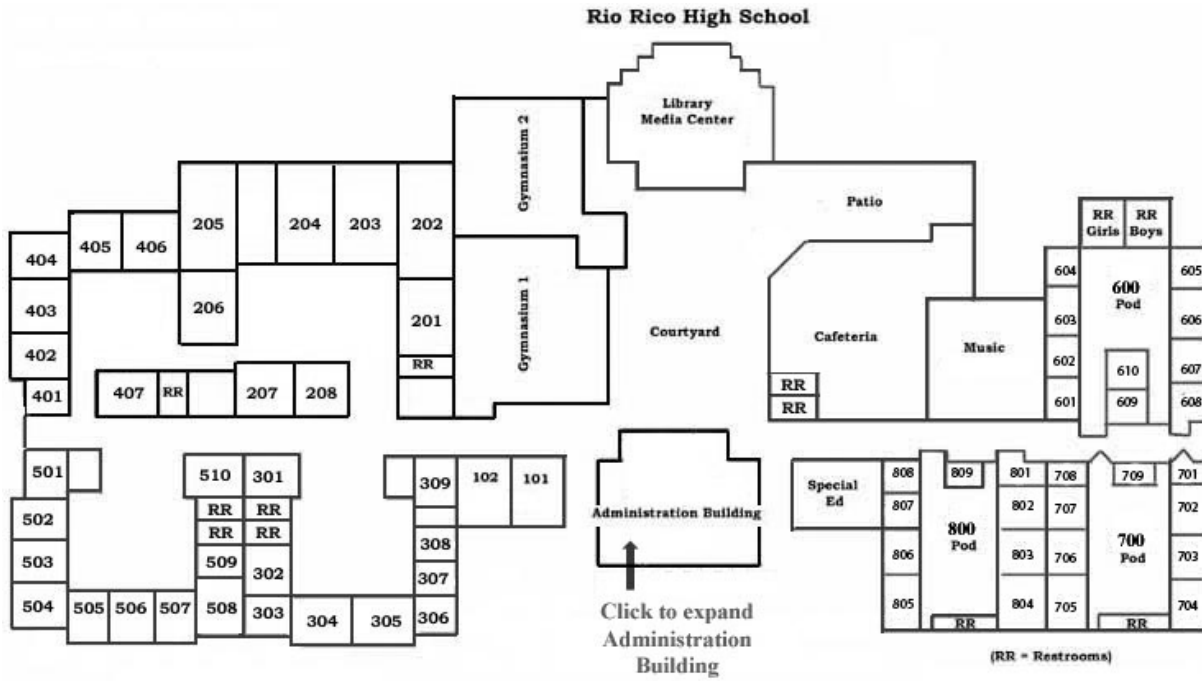 Rio Rico High School
Library
Media Center
Gymnasium 2
Patio
RR
Girls
RR
Boys
205
204
203
202
405
406
404
403
402
401
206
201
RR
Gymnasium 1
Courtyard
Cafeteria
RR
RR
Music
604
603
602
601
600
Pod
610
609
605
606
607
608
407
RR
207
208
501
502
503
504
505
506
507
510
RR
RR
509
508
301
RR
RR
302
303
304
305
309
308
307
306
102
101
Administration Building
Click to expand
Administration
Building
Special
Ed
808
807
806
805
809
800
Pod
RR
801
802
803
804
708
707
706
705
709
700
Pod
RR
701
702
703
704
(RR = Restrooms)